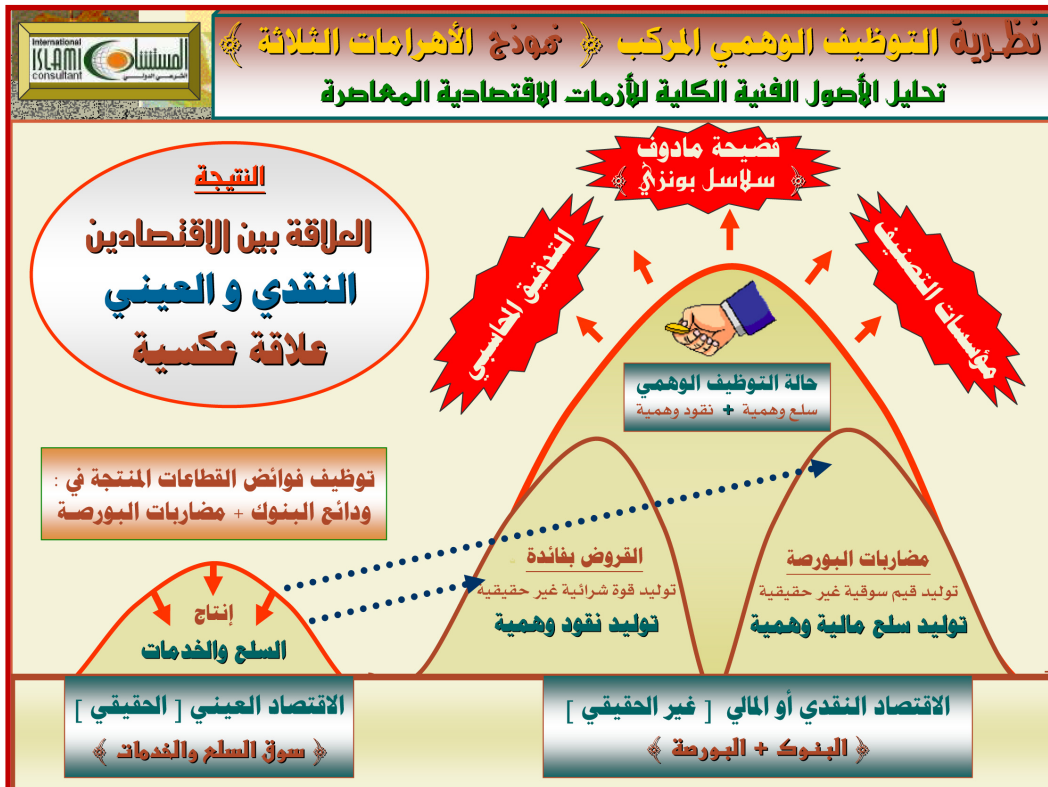 نظرية التوظيف الوهمي المركب ﴿ نموذج الأهرامات الثلاثة ﴾
تحليل الأصول الفنية الكلية للأزمات الاقتصادية المعاصرة
International
ISLAMI
consultant
المستشار
الشرعي الدولي
فضيحة مادوف
﴿ سلاسل بونزي ﴾
التدقيق المحاسبي
مؤسسات التصنيف
النتيجة
العلاقة بين الاقتصادين
النقدي و العيني
علاقة عكسية
حالة التوظيف الوهمي
سلع وهمية + نقود وهمية
توظيف فوائض القطاعات المنتجة في :
ودائع البنوك + مضاربات البورصة
مضاربات البورصة
توليد قيم سوقية غير حقيقية
توليد سلع مالية وهمية
القروض بفائدة
توليد قوة شرائية غير حقيقية
توليد نقود وهمية
إنتاج
السلع والخدمات
الاقتصاد النقدي أو المالي [ غير الحقيقي ]
﴿ البنوك + البورصة ﴾
الاقتصاد العيني [ الحقيقي ]
﴿ سوق السلع والخدمات ﴾